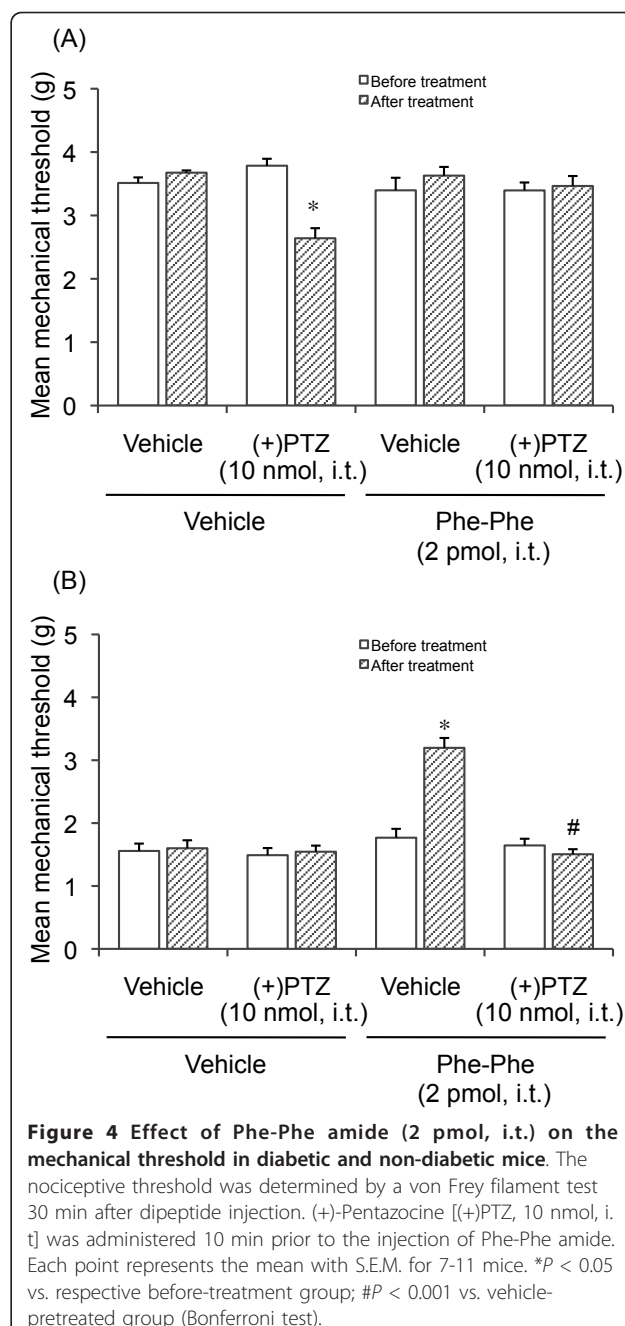 (A)
Before treatment
After treatment
Mean mechanical threshold (g)
5
4
3
2
1
0
*
Vehicle (+)PTZ Vehicle (+)PTZ
(10 nmol, i.t.) (10 nmol, i.t.)
Vehicle Phe-Phe
(2 pmol, i.t.)
(B)
Before treatment
After treatment
Mean mechanical threshold (g)
5
4
3
2
1
0
*
#
Vehicle (+)PTZ Vehicle (+)PTZ
(10 nmol, i.t.) (10 nmol, i.t.)
Vehicle Phe-Phe
(2 pmol, i.t.)
Figure 4 Effect of Phe-Phe amide (2 pmol, i.t.) on the
mechanical threshold in diabetic and non-diabetic mice. The
nociceptive threshold was determined by a von Frey filament test
30 min after dipeptide injection. (+)-Pentazocine [(+)PTZ, 10 nmol, i.
t] was administered 10 min prior to the injection of Phe-Phe amide.
Each point represents the mean with S.E.M. for 7-11 mice. *P < 0.05
vs. respective before-treatment group; #P < 0.001 vs. vehicle-
pretreated group (Bonferroni test).